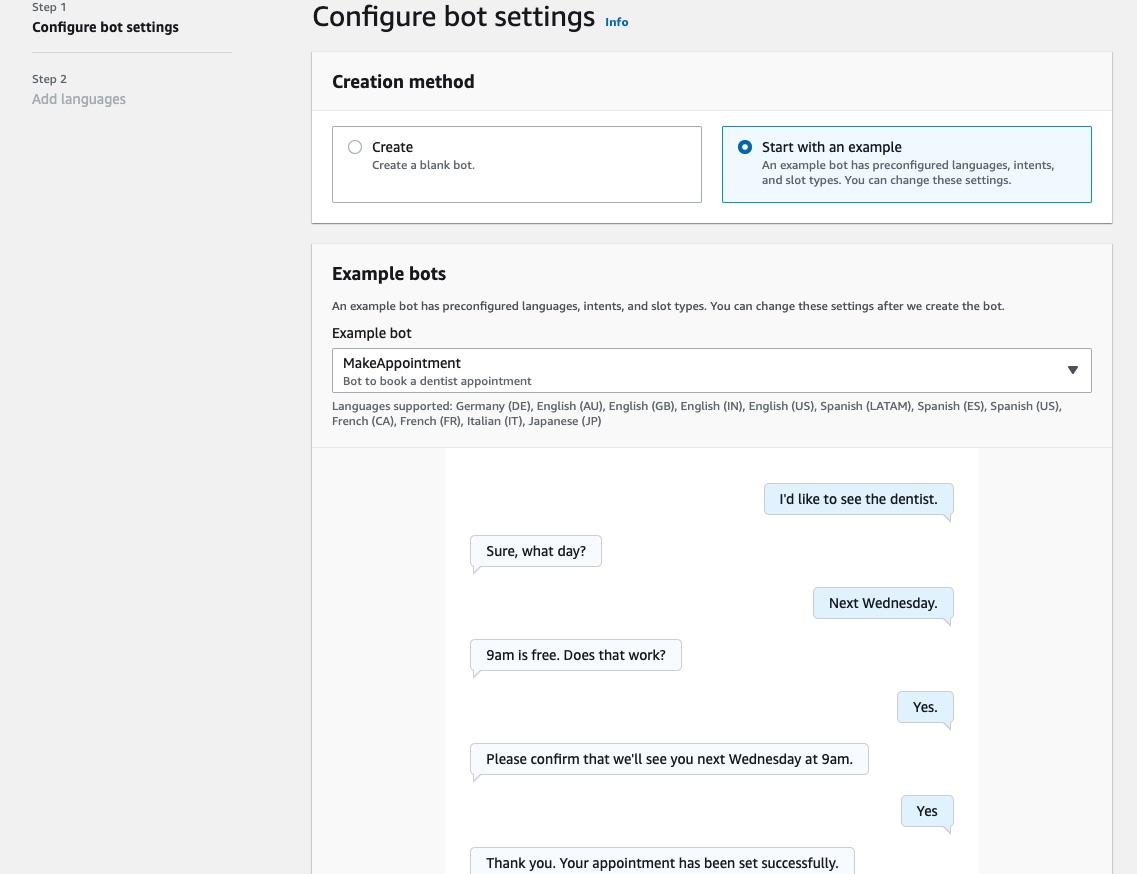 Step 1
Configure bot settings
Step 2
Add languages
Configure bot settings Info
Creation method
Create
Create a blank bot.
Start with an example
An example bot has preconfigured languages, intents,
and slot types. You can change these settings.
Example bots
An example bot has preconfigured languages, intents, and slot types. You can change these settings after we create the bot.
Example bot
MakeAppointment
Bot to book a dentist appointment
Languages supported: Germany (DE), English (AU), English (GB), English (IN), English (US), Spanish (LATAM), Spanish (ES), Spanish (US),
French (CA), French (FR), Italian (IT), Japanese (JP)
I'd like to see the dentist.
Sure, what day?
Next Wednesday.
9am is free. Does that work?
Yes.
Please confirm that we'll see you next Wednesday at 9am.
Yes
Thank you. Your appointment has been set successfully.